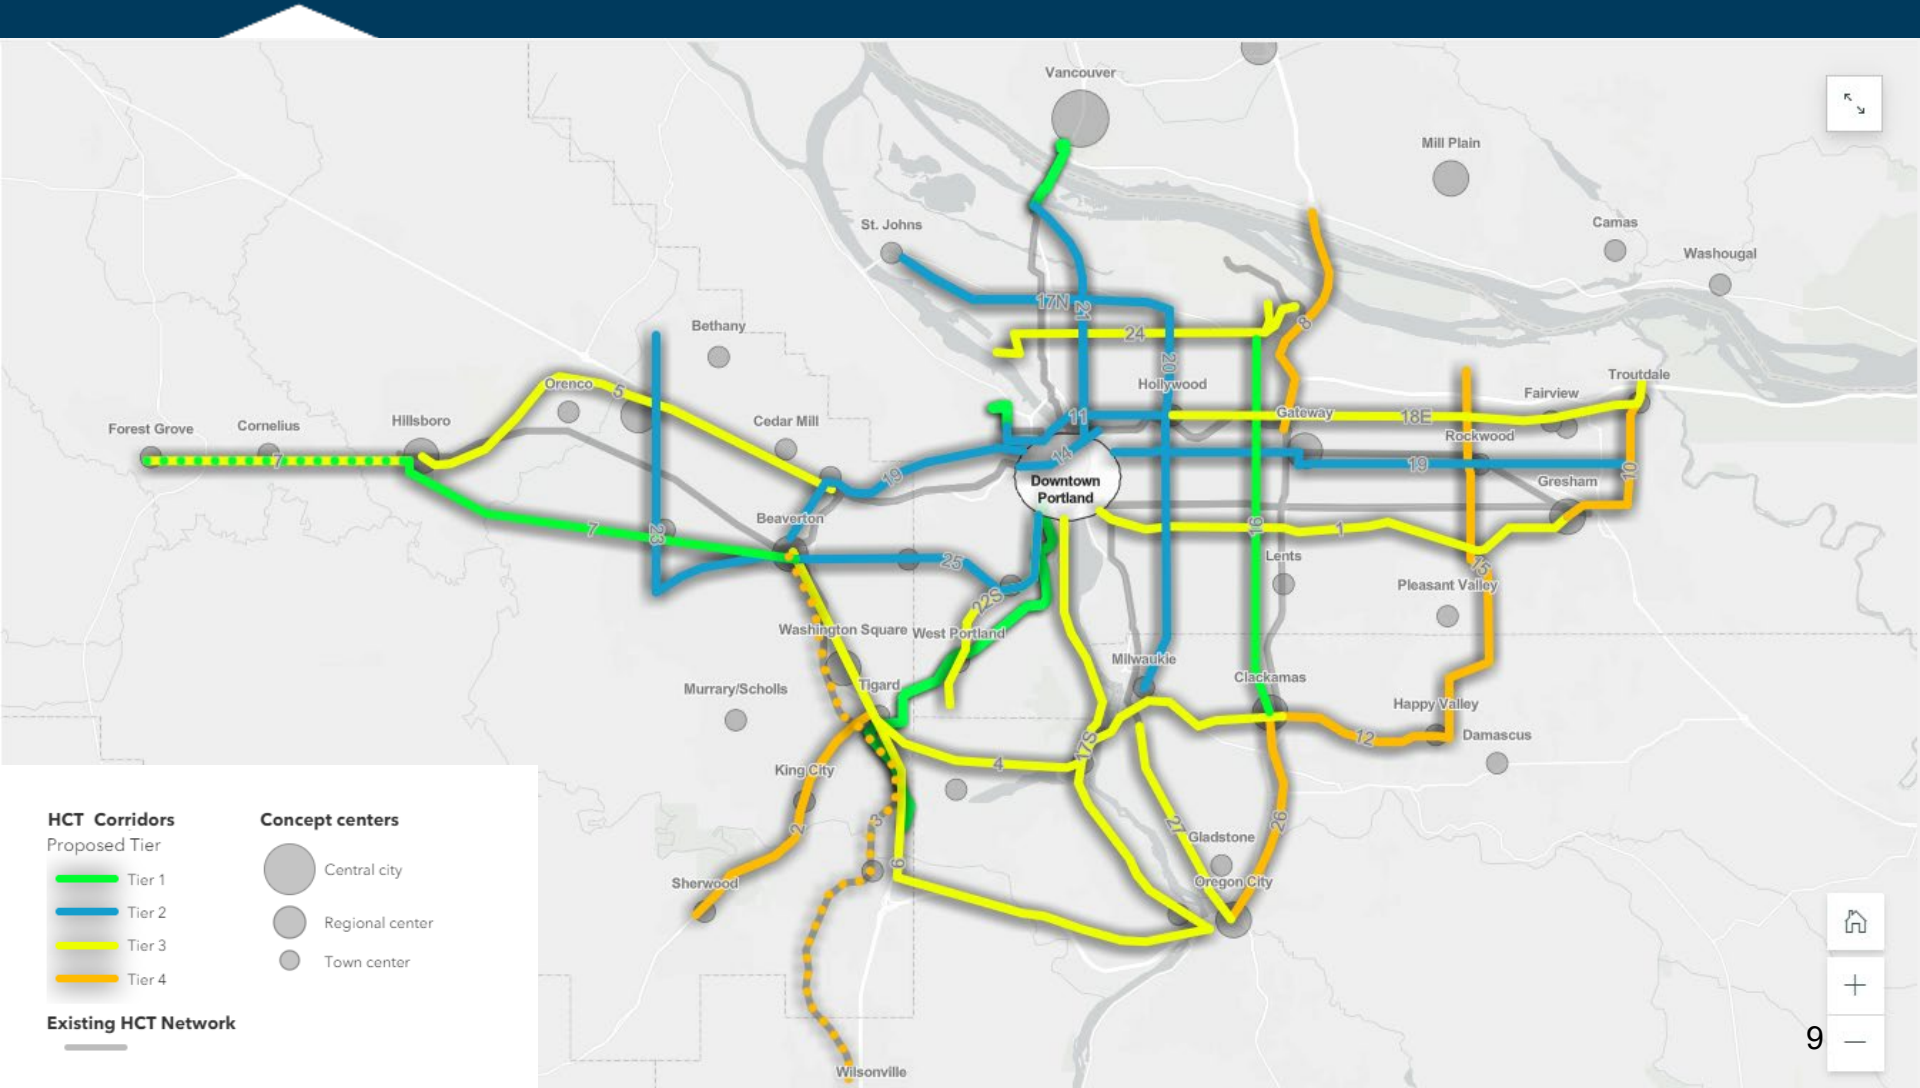 Vancouver
Mill Plain
St. Johns
Camas
Washougal
17N
21
Bethany
24
8
20
Orenco
5
Hollywood
Troutdale
Fairview
Forest Grove
Cornelius
Hillsboro
Cedar Mill
11
Gateway
18E
Rockwood
7
14
19
19
10
Downtown
Portland
Gresham
Beaverton
7
23
16
1
25
Lents
15
Pleasant Valley
22S
Washington Square
West Portland
Milwaukie
Clackamas
Murrary/Scholls
Tigard
Happy Valley
12
Damascus
17S
4
King City
2
3
27
26
Gladstone
9
Sherwood
Oregon City
Wilsonville
HCT Corridors
Proposed Tier
Tier 1
Tier 2
Tier 3
Tier 4
Existing HCT Network
Concept centers
Central city
Regional center
Town center
9